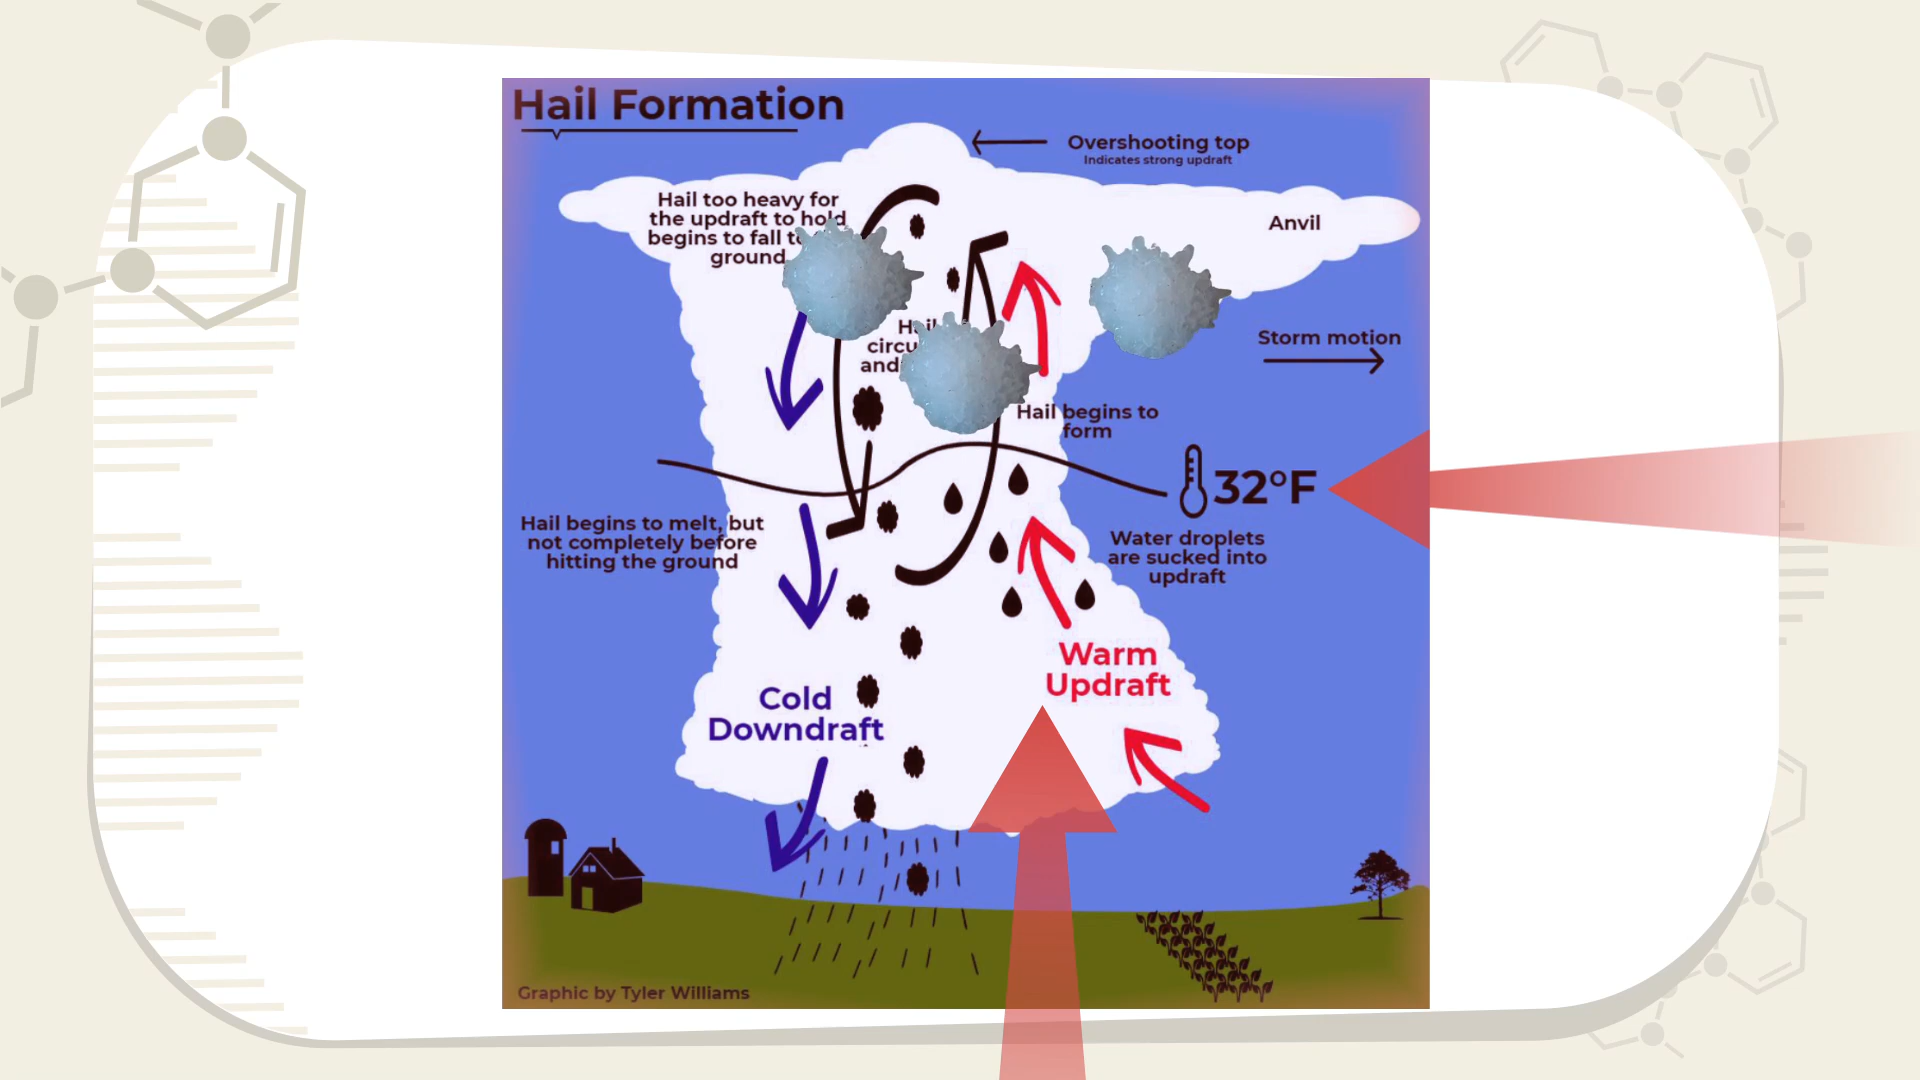 Hail Formation
Overshooting top
Indicates strong updraft
Hail too heavy for
the updraft to hold
begins to fall
ground
Anvil
Storm motion
Hail begins to
form
32°F
Hail begins to melt, but
not completely before
hitting the ground
Water droplets
are sucked into
updraft
Warm
Updraft
Cold
Downdraft
Graphic by Tyler Williams